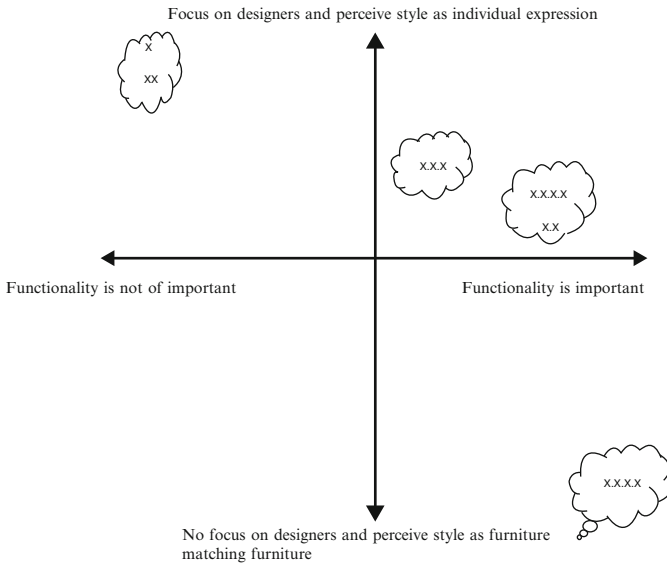 Focus on designers and perceive style as individual expression
x
xx
x.x.x
x.x.x.x
x.x
Functionality is not of important
Functionality is important
x.x.x.x
No focus on designers and perceive style as furniture
matching furniture